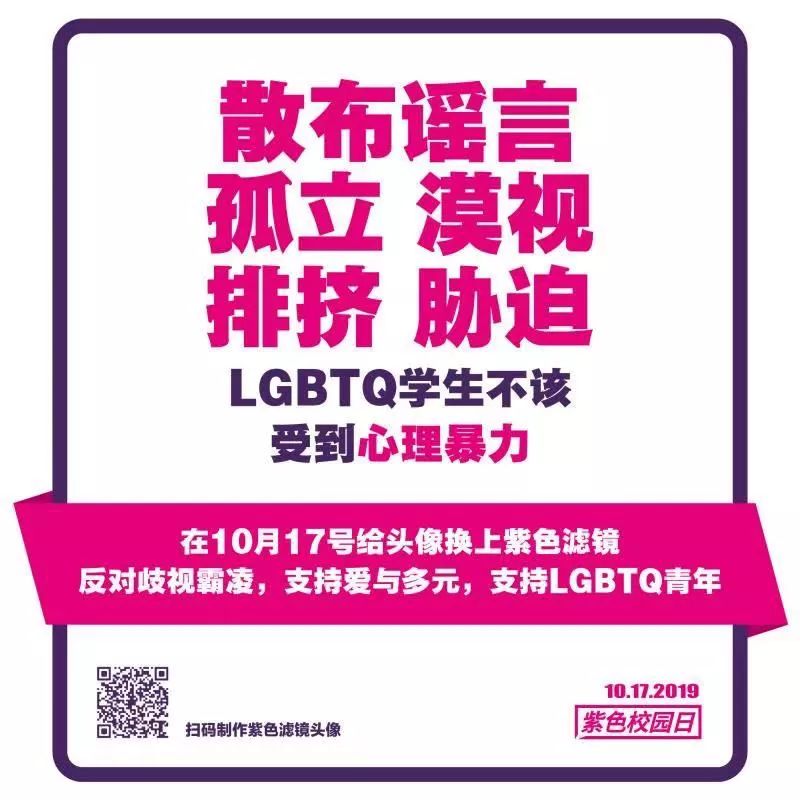 散布谣言
孤立 漠视
排挤 胁迫
LGBTQ学生不该
受到心理暴力
在10月17号给头像换上紫色滤镜
反对歧视霸凌，支持爱与多元，支持LGBTQ青年
扫码制作紫色滤镜头像
10.17.2019
紫色校园日